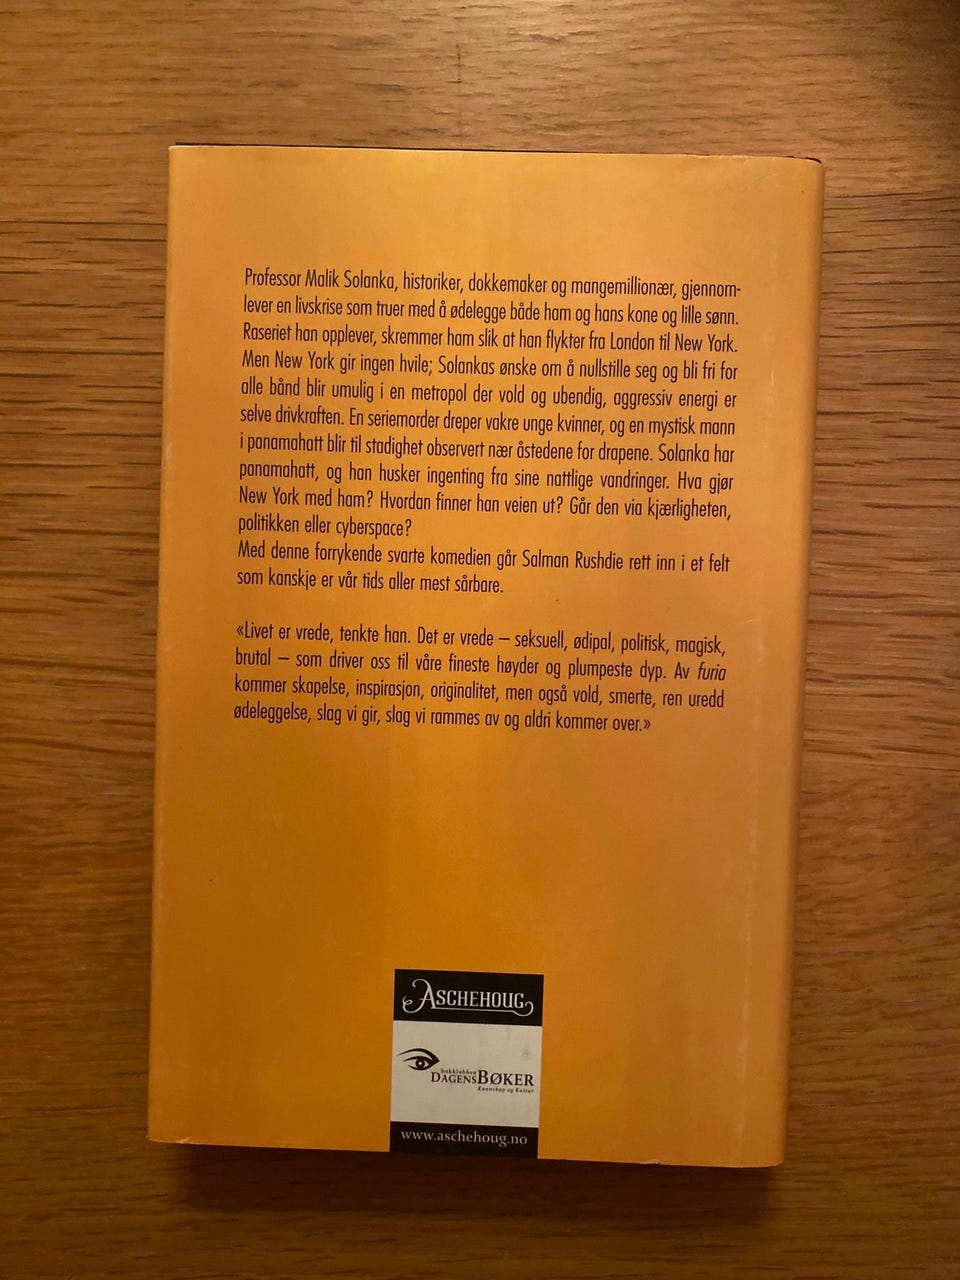 Professor Malik Solanka, historiker, dokkemaker og mangemillionær, gjennom-
lever en livskrise som truer med å ødelegge både ham og hans kone og lille sønn.
Raseriet han opplever, skremmer ham slik at han flykter fra London til New York.
Men New York gir ingen hvile; Solankas ønske om å nullstille seg og bli fri for
alle bånd blir umulig i en metropol der vold og ubendig, aggressiv energi er
selve drivkraften. En seriemorder dreper vakre unge kvinner, og en mystisk mann
i panamahatt blir til stadighet observert nær åstedene for drapene. Solanka har
panamahatt, og han husker ingenting fra sine nattlige vandringer. Hva gjør
New York med ham? Hvordan finner han veien ut? Går den via kjærligheten,
politikken eller cyberspace?
Med denne forrykende svarte komedien går Salman Rushdie rett inn i et felt
som kanskje er vår tids aller mest sårbare.
«Livet er vrede, tenkte han. Det er vrede – seksuell, ødipal, politisk, magisk,
brutal – som driver oss til våre fineste høyder og plumpeste dyp. Av furia
kommer skapelse, inspirasjon, originalitet, men også vold, smerte, ren uredd
ødeleggelse, slag vi gir, slag vi rammes av og aldri kommer over.»
ASCHEHOUG
bokklubben
DAGENS BØKER
Kunnskap og Kultur
www.aschehoug.no